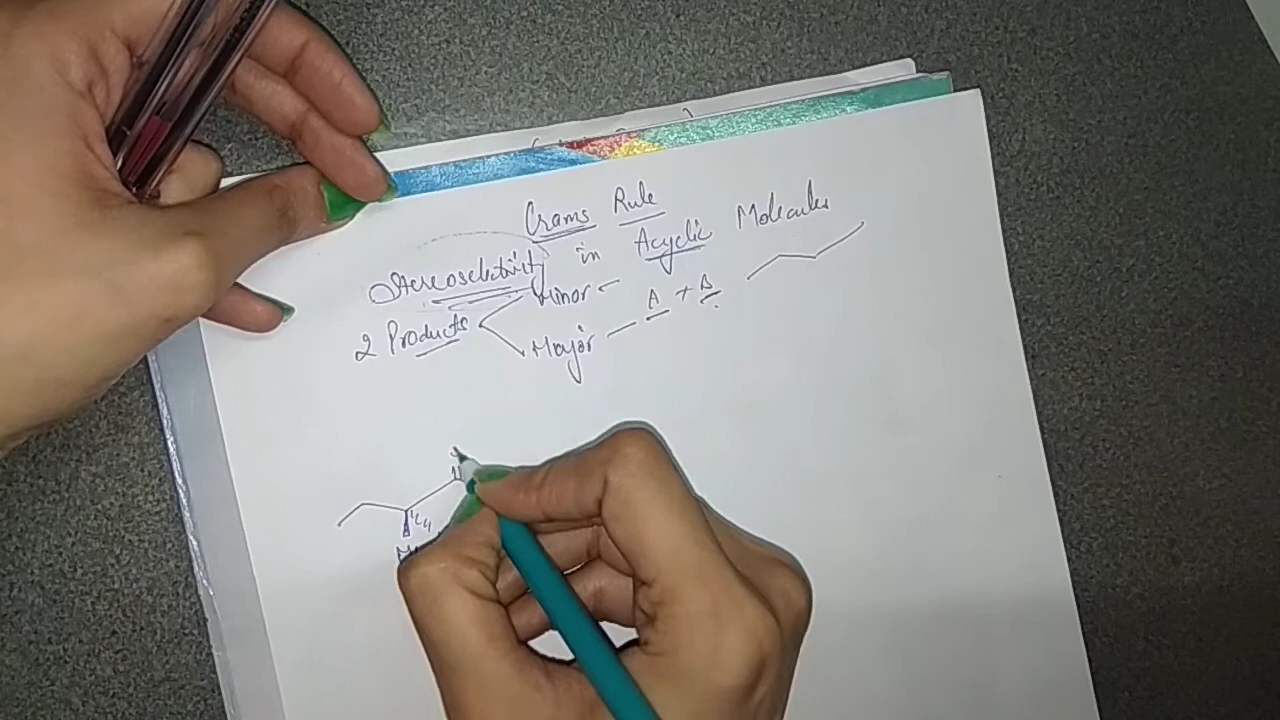 Crams Rule
in Acyclic Molecules
Stereoselectivity
2 Products
Minor
Major
A + B